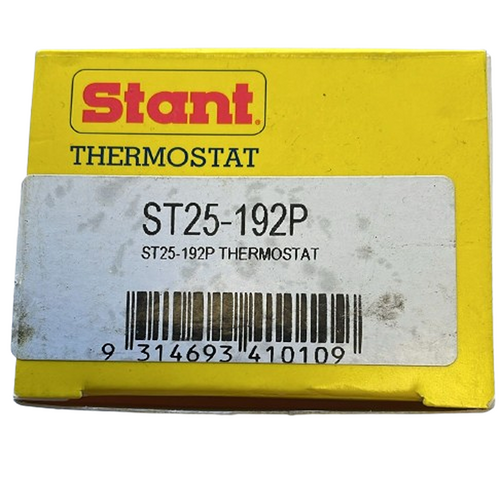 Stant
THERMOSTAT
ST25-192P
ST25-192P THERMOSTAT
9 314693 410109